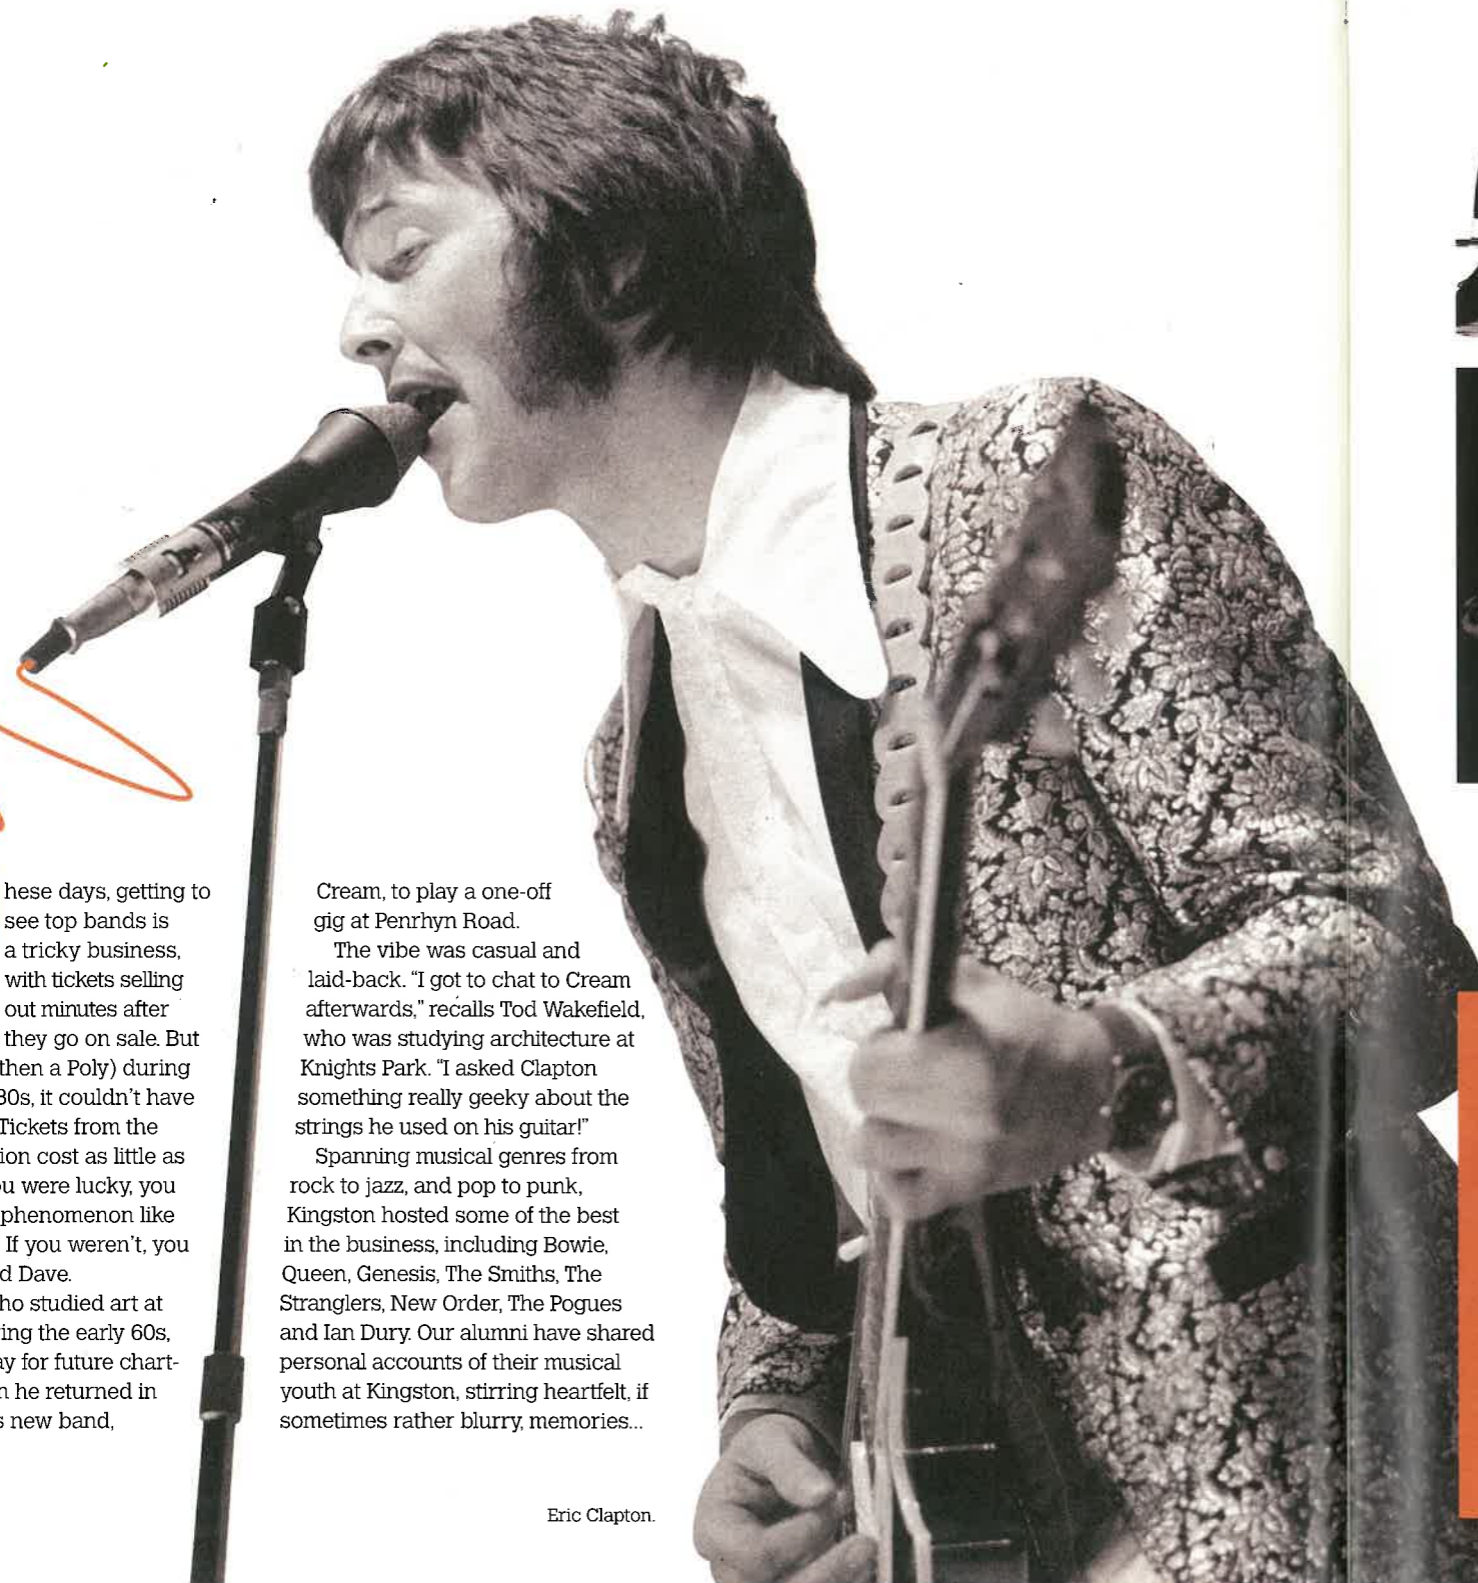 hese days, getting to
see top bands is
a tricky business,
with tickets selling
out minutes after
they go on sale. But
then a Poly) during
80s, it couldn't have
Tickets from the
ion cost as little as
u were lucky, you
phenomenon like
If you weren't, you
d Dave.
ho studied art at
ing the early 60s,
ay for future chart-
n he returned in
s new band,
Cream, to play a one-off
gig at Penrhyn Road.
The vibe was casual and
laid-back. “I got to chat to Cream
afterwards,” recalls Tod Wakefield,
who was studying architecture at
Knights Park. “I asked Clapton
something really geeky about the
strings he used on his guitar!”
Spanning musical genres from
rock to jazz, and pop to punk,
Kingston hosted some of the best
in the business, including Bowie,
Queen, Genesis, The Smiths, The
Stranglers, New Order, The Pogues
and Ian Dury. Our alumni have shared
personal accounts of their musical
youth at Kingston, stirring heartfelt, if
sometimes rather blurry, memories...
Eric Clapton.